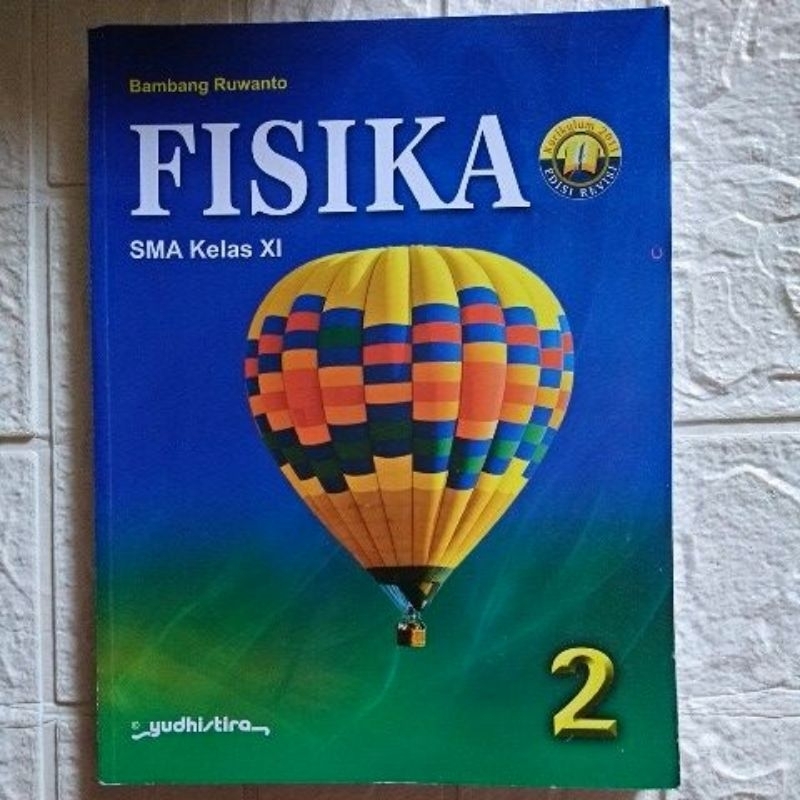 Bambang Ruwanto
FISIKA
Kurikulum 2013
EDISI REVISI
SMA Kelas XI
2
© yudhistira